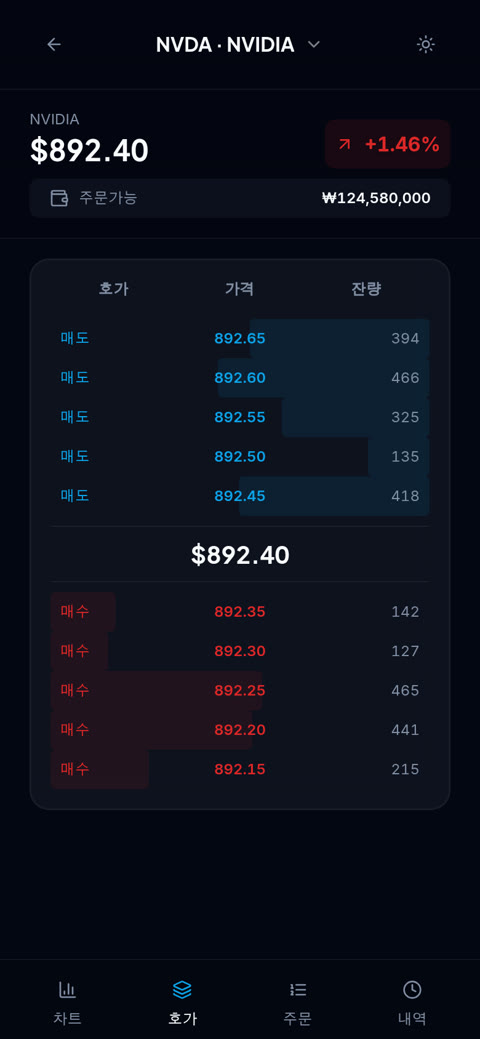 NVDA · NVIDIA
NVIDIA
$892.40
+1.46%
주문가능 ₩124,580,000
호가 가격 잔량
매도 892.65 394
매도 892.60 466
매도 892.55 325
매도 892.50 135
매도 892.45 418
$892.40
매수 892.35 142
매수 892.30 127
매수 892.25 465
매수 892.20 441
매수 892.15 215
차트 호가 주문 내역